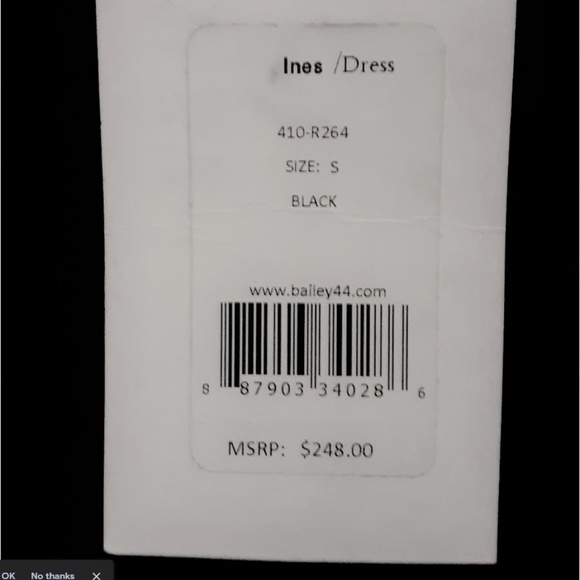 Ines /Dress
410-R264
SIZE: S
BLACK
www.bailey44.com
8 87903 34028 6
MSRP: $248.00
OK No thanks ×